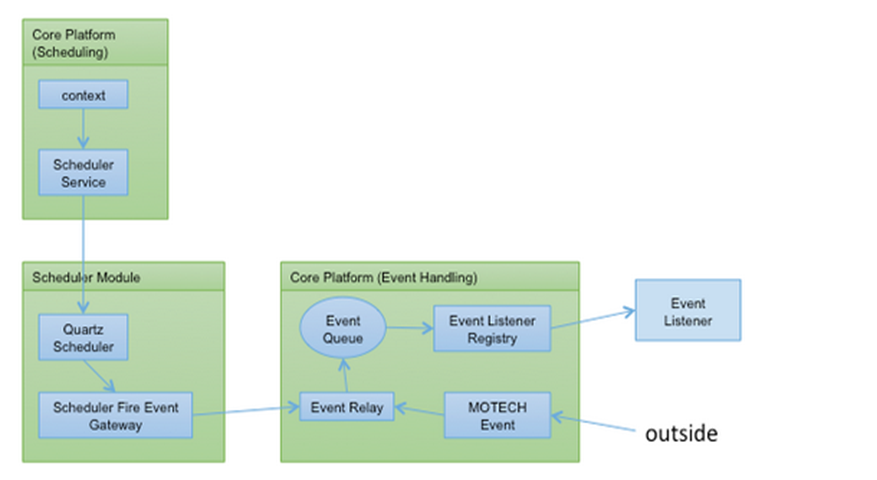 Core Platform
(Scheduling)
context
Scheduler
Service
Scheduler Module
Quartz
Scheduler
Scheduler Fire Event
Gateway
Core Platform (Event Handling)
Event
Queue
Event Listener
Registry
Event Relay
MOTECH
Event
Event
Listener
outside